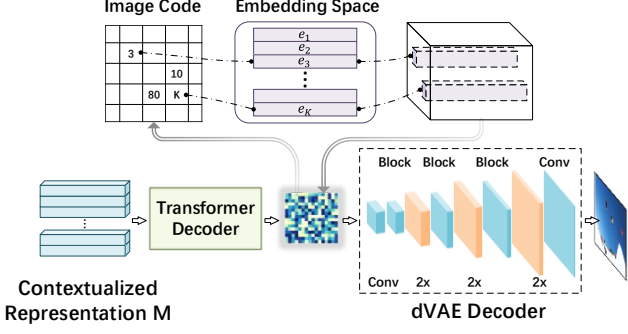 Image Code
Embedding Space
3
10
80 K
e1
e2
e3
eK
Transformer
Decoder
Block Block Block Conv
Conv 2x 2x 2x
Contextualized
Representation M
dVAE Decoder